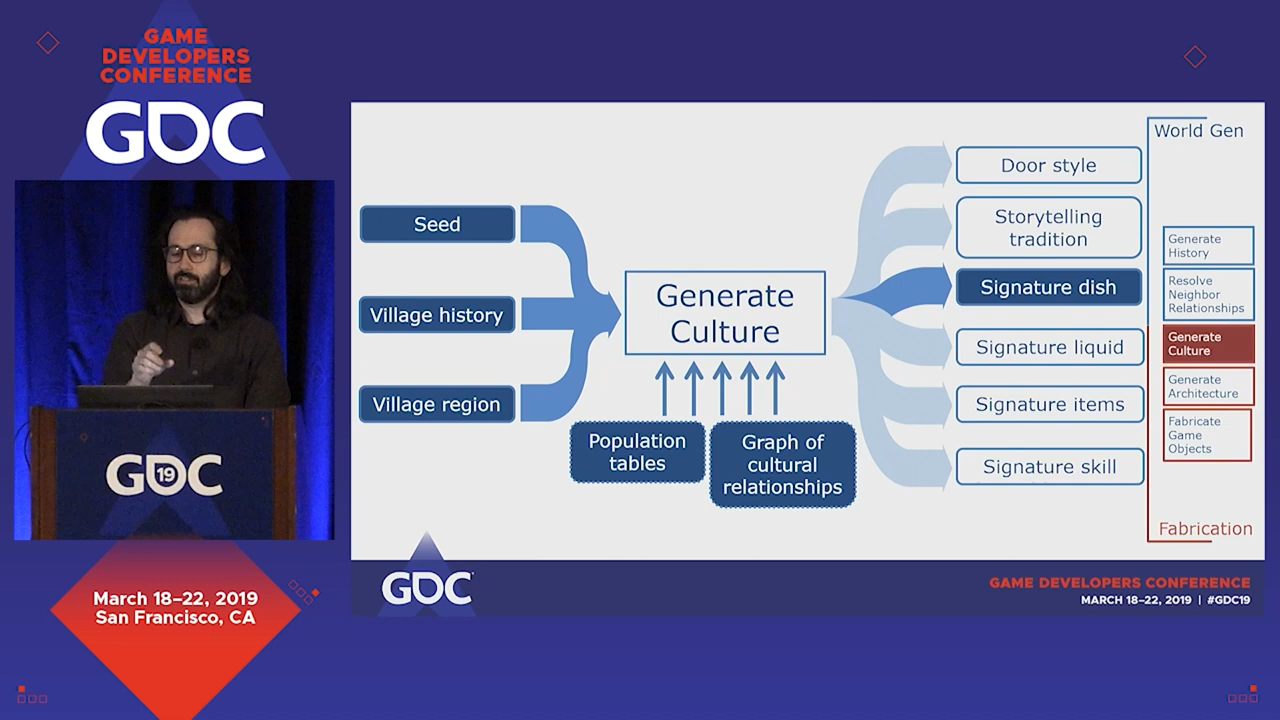 GAME
DEVELOPERS
CONFERENCE
GDC
GDC
19
March 18–22, 2019
San Francisco, CA
Seed
Village history
Village region
Generate
Culture
Population
tables
Graph of
cultural
relationships
Door style
Storytelling
tradition
Signature dish
Signature liquid
Signature items
Signature skill
World Gen
Generate
History
Resolve
Neighbor
Relationships
Generate
Culture
Generate
Architecture
Fabricate
Game
Objects
Fabrication
GDC
GAME DEVELOPERS CONFERENCE
MARCH 18–22, 2019 | #GDC19